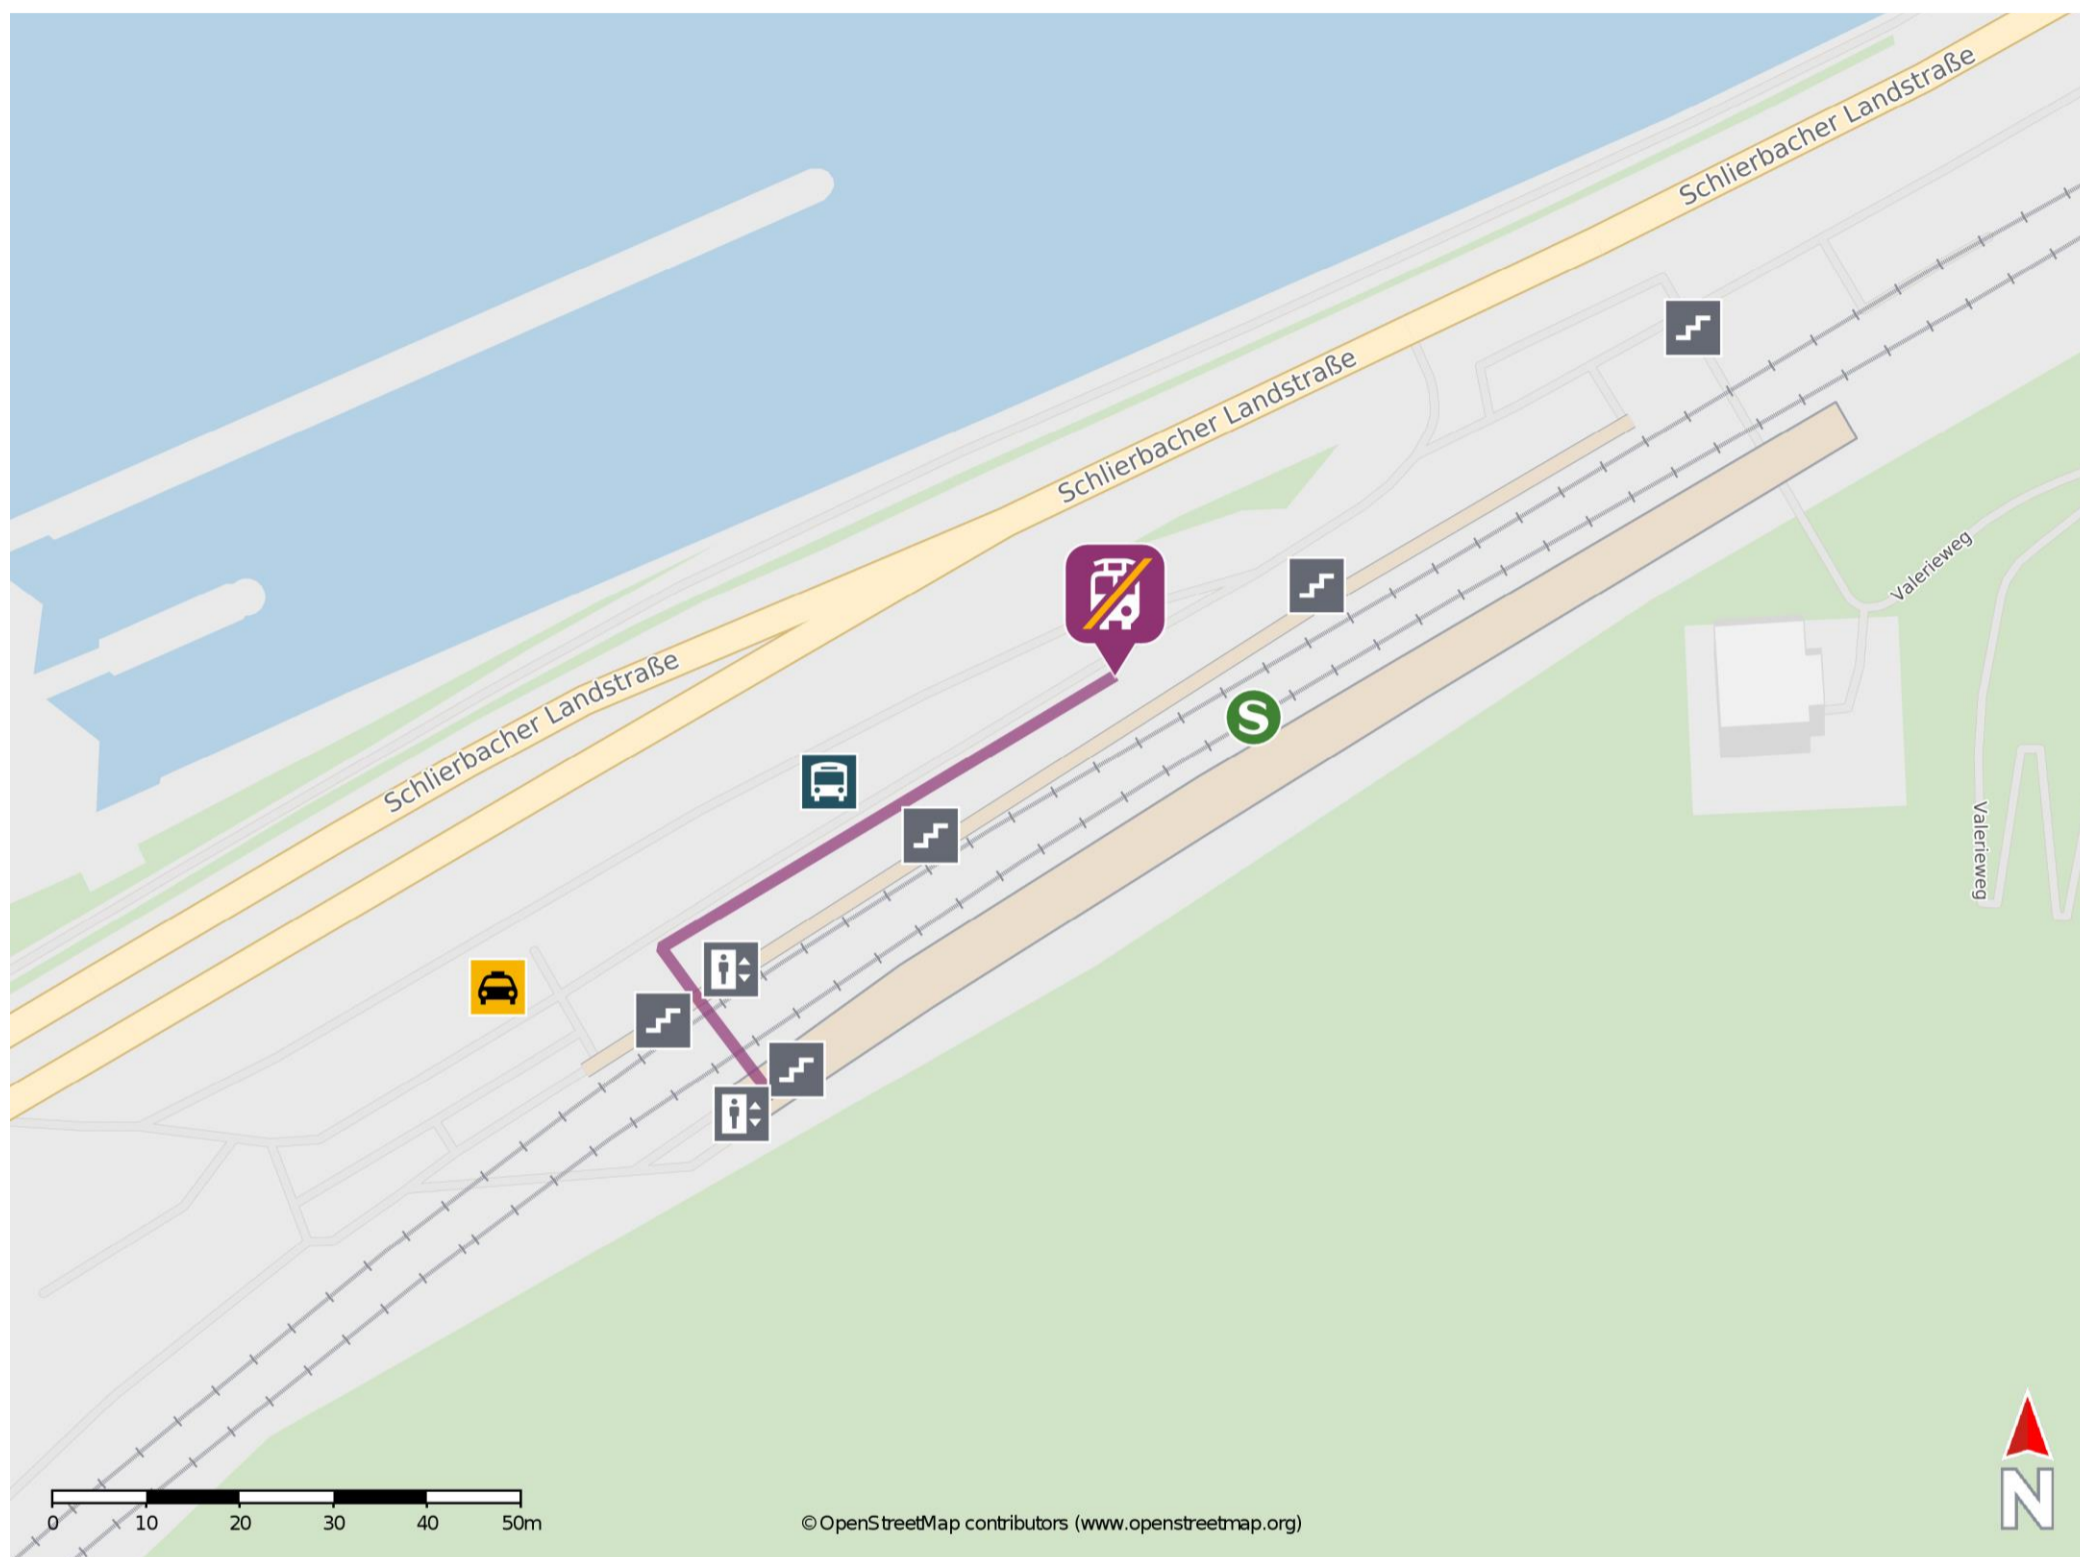 Schlierbacher Landstraße
Schlierbacher Landstraße
Schlierbacher Landstraße
Valerieweg
S
Valerieweg
N
0 10 20 30 40 50m
© OpenStreetMap contributors (www.openstreetmap.org)